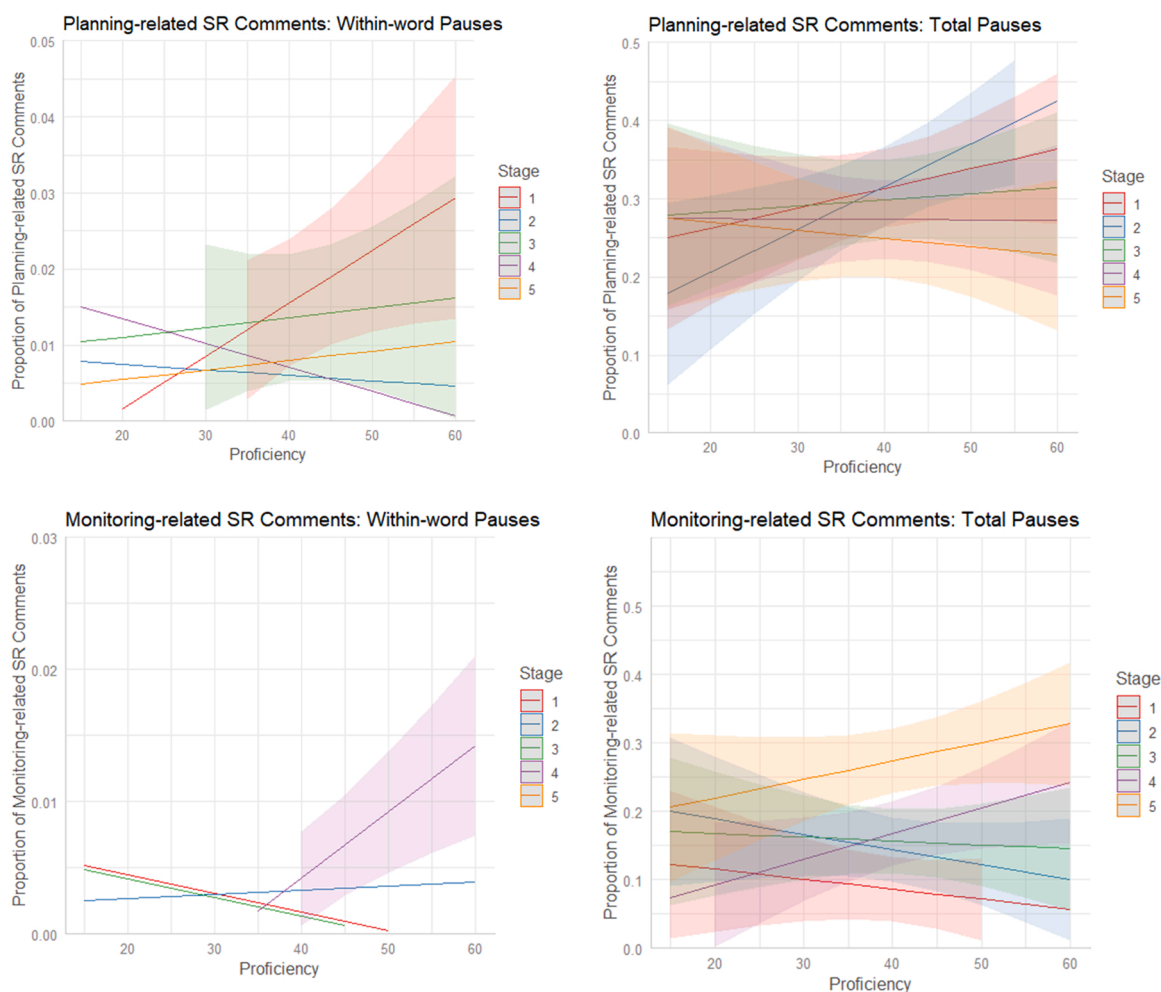 Planning-related SR Comments: Within-word Pauses
Proportion of Planning-related SR Comments
0.05
0.04
0.03
0.02
0.01
0.00
20 30 40 50 60
Proficiency
Stage
1
2
3
4
5
Planning-related SR Comments: Total Pauses
Proportion of Planning-related SR Comments
0.5
0.4
0.3
0.2
0.1
0.0
20 30 40 50 60
Proficiency
Stage
1
2
3
4
5
Monitoring-related SR Comments: Within-word Pauses
Proportion of Monitoring-related SR Comments
0.03
0.02
0.01
0.00
20 30 40 50 60
Proficiency
Stage
1
2
3
4
5
Monitoring-related SR Comments: Total Pauses
Proportion of Monitoring-related SR Comments
0.5
0.4
0.3
0.2
0.1
0.0
20 30 40 50 60
Proficiency
Stage
1
2
3
4
5